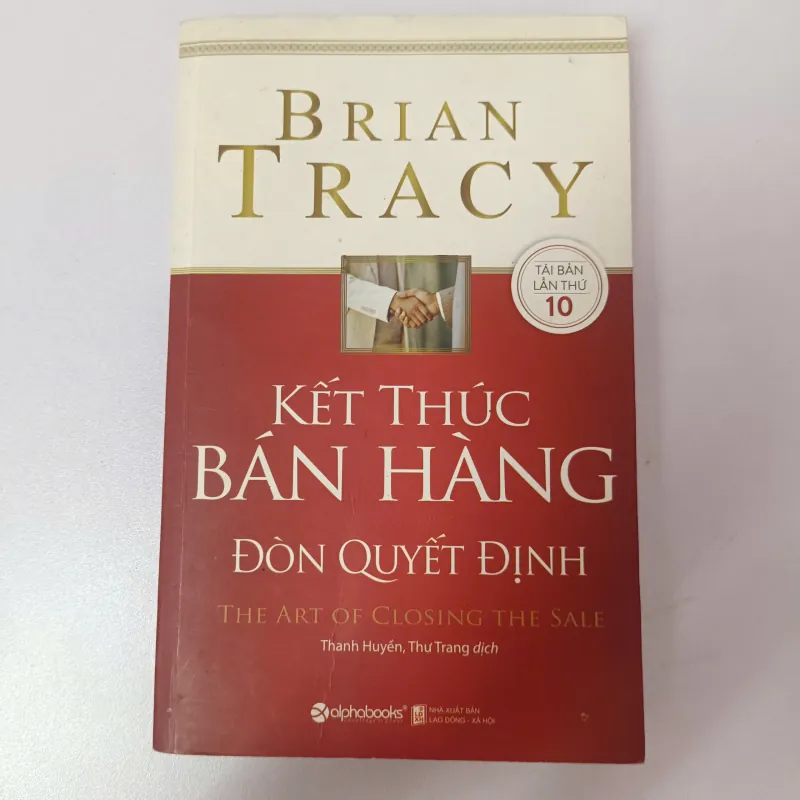 BRIAN
TRACY
TÁI BẢN
LẦN THỨ
10
KẾT THÚC
BÁN HÀNG
ĐÒN QUYẾT ĐỊNH
THE ART OF CLOSING THE SALE
Thanh Huyền, Thư Trang dịch
alphabooks®
NHÀ XUẤT BẢN
LAO ĐỘNG - XÃ HỘI